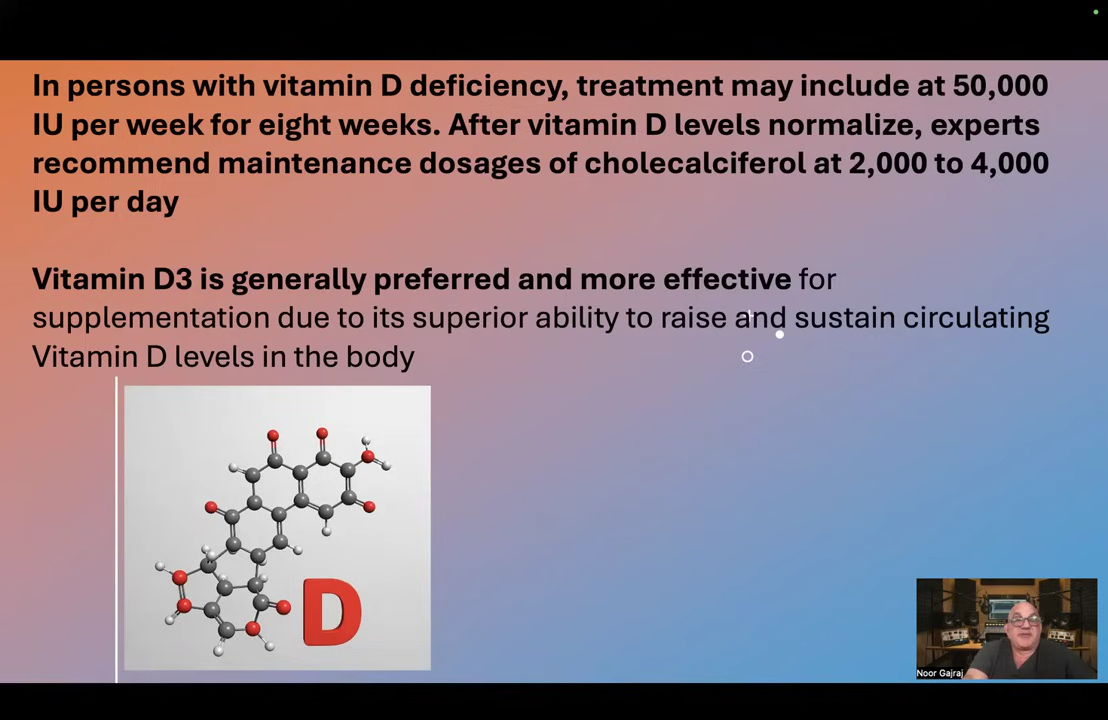 In persons with vitamin D deficiency, treatment may include at 50,000
IU per week for eight weeks. After vitamin D levels normalize, experts
recommend maintenance dosages of cholecalciferol at 2,000 to 4,000
IU per day
Vitamin D3 is generally preferred and more effective for
supplementation due to its superior ability to raise and sustain circulating
Vitamin D levels in the body
D
Noor Gajraj